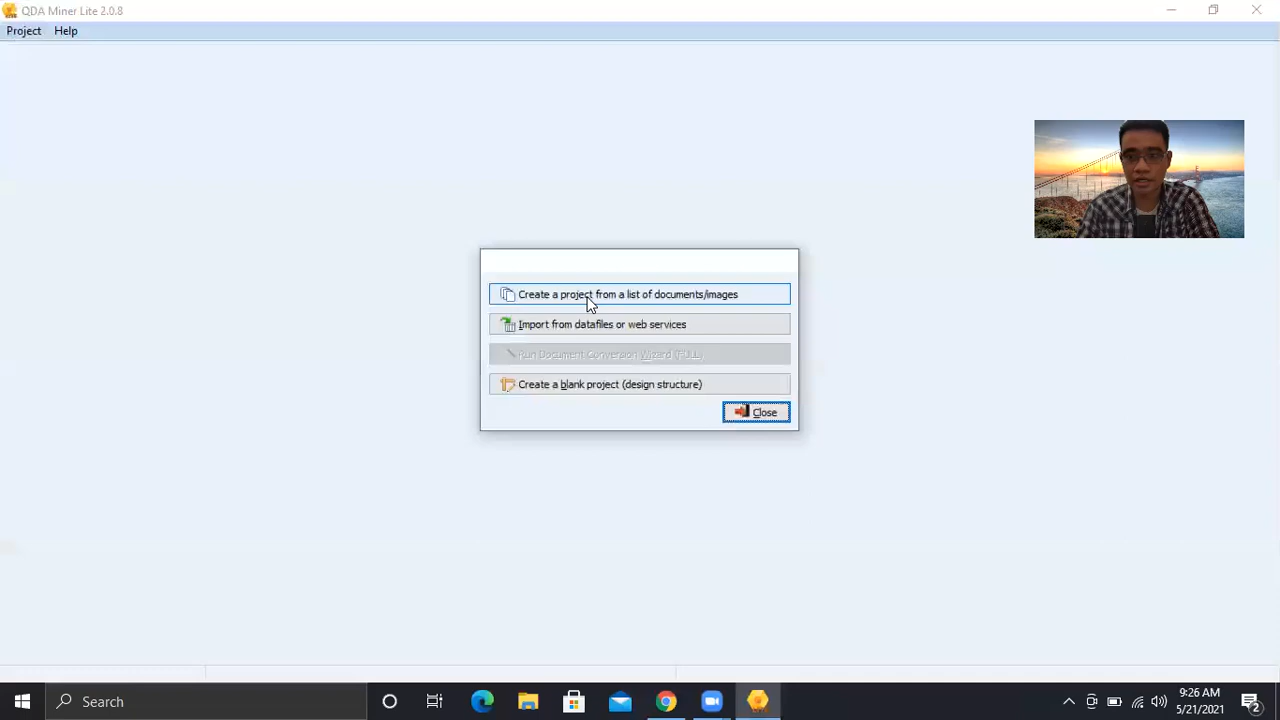 QDA Miner Lite 2.0.8
Project Help
Create a project from a list of documents/images
Import from datafiles or web services
Run Document Conversion Wizard (FULL)
Create a blank project (design structure)
Close
Search
9:26 AM
5/21/2021
2